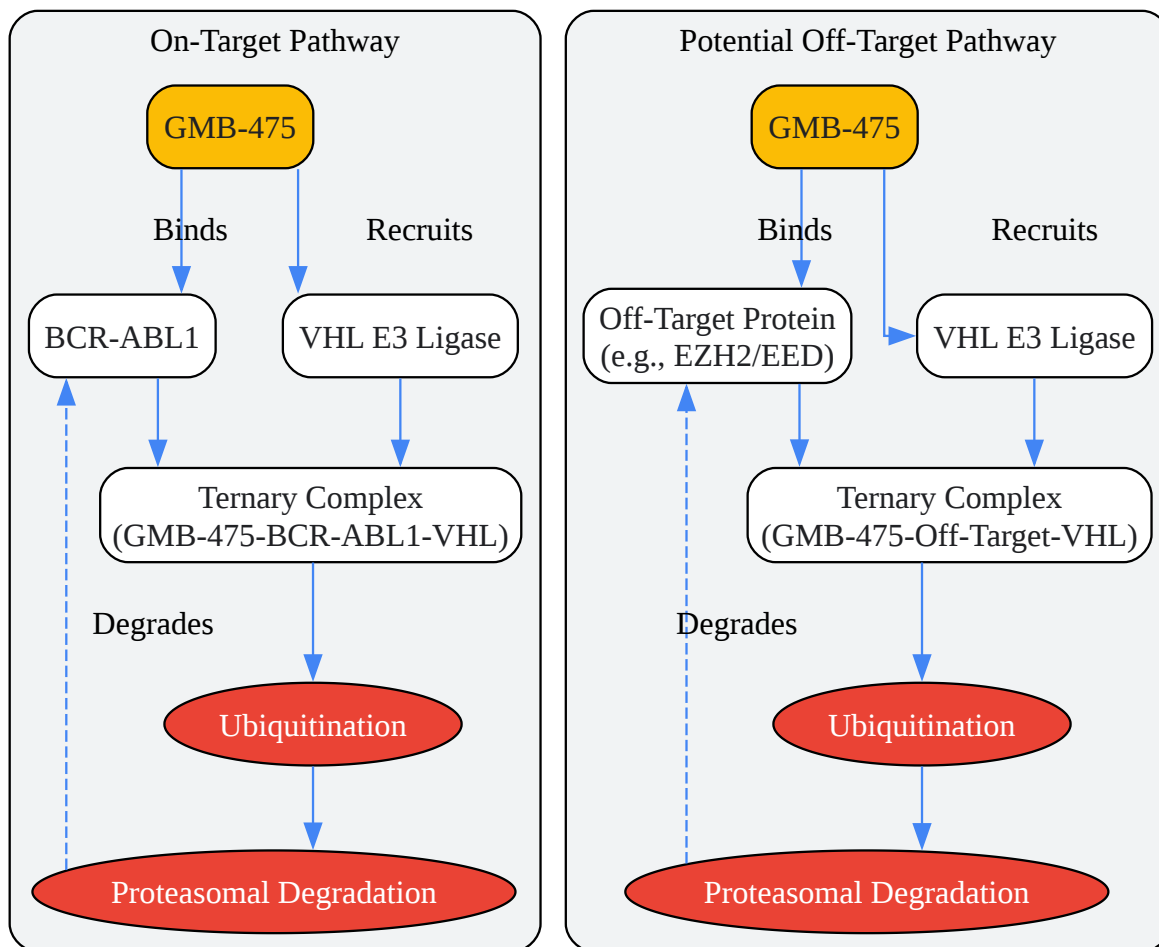 On-Target Pathway
GMB-475
Binds
Recruits
BCR-ABL1
VHL E3 Ligase
Ternary Complex
(GMB-475-BCR-ABL1-VHL)
Degrades
Ubiquitination
Proteasomal Degradation
Potential Off-Target Pathway
GMB-475
Binds
Recruits
Off-Target Protein
(e.g., EZH2/EED)
VHL E3 Ligase
Ternary Complex
(GMB-475-Off-Target-VHL)
Degrades
Ubiquitination
Proteasomal Degradation